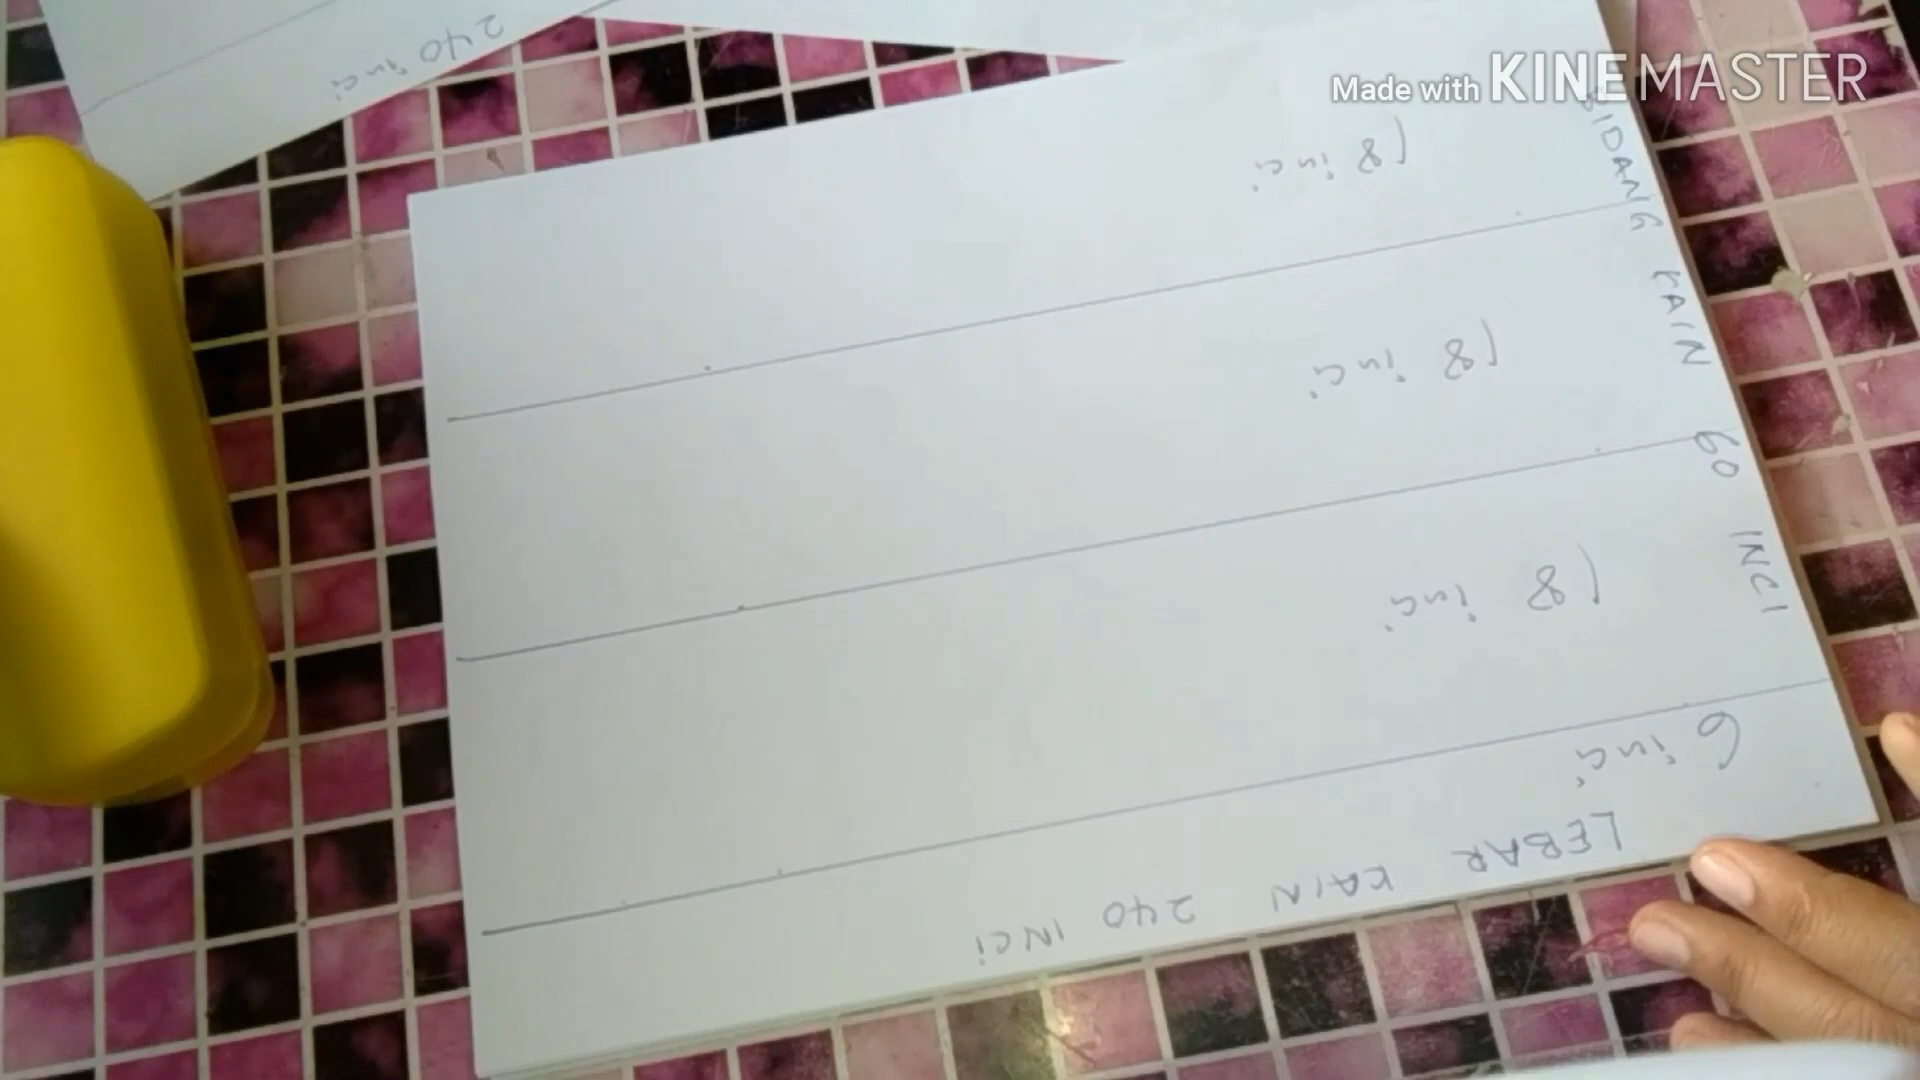 Made with KINEMASTER
240 inci
BIDANG KAIN 60 INCI
18 inci
18 inci
18 inci
6 inci
LEBAR KAIN 240 INCi